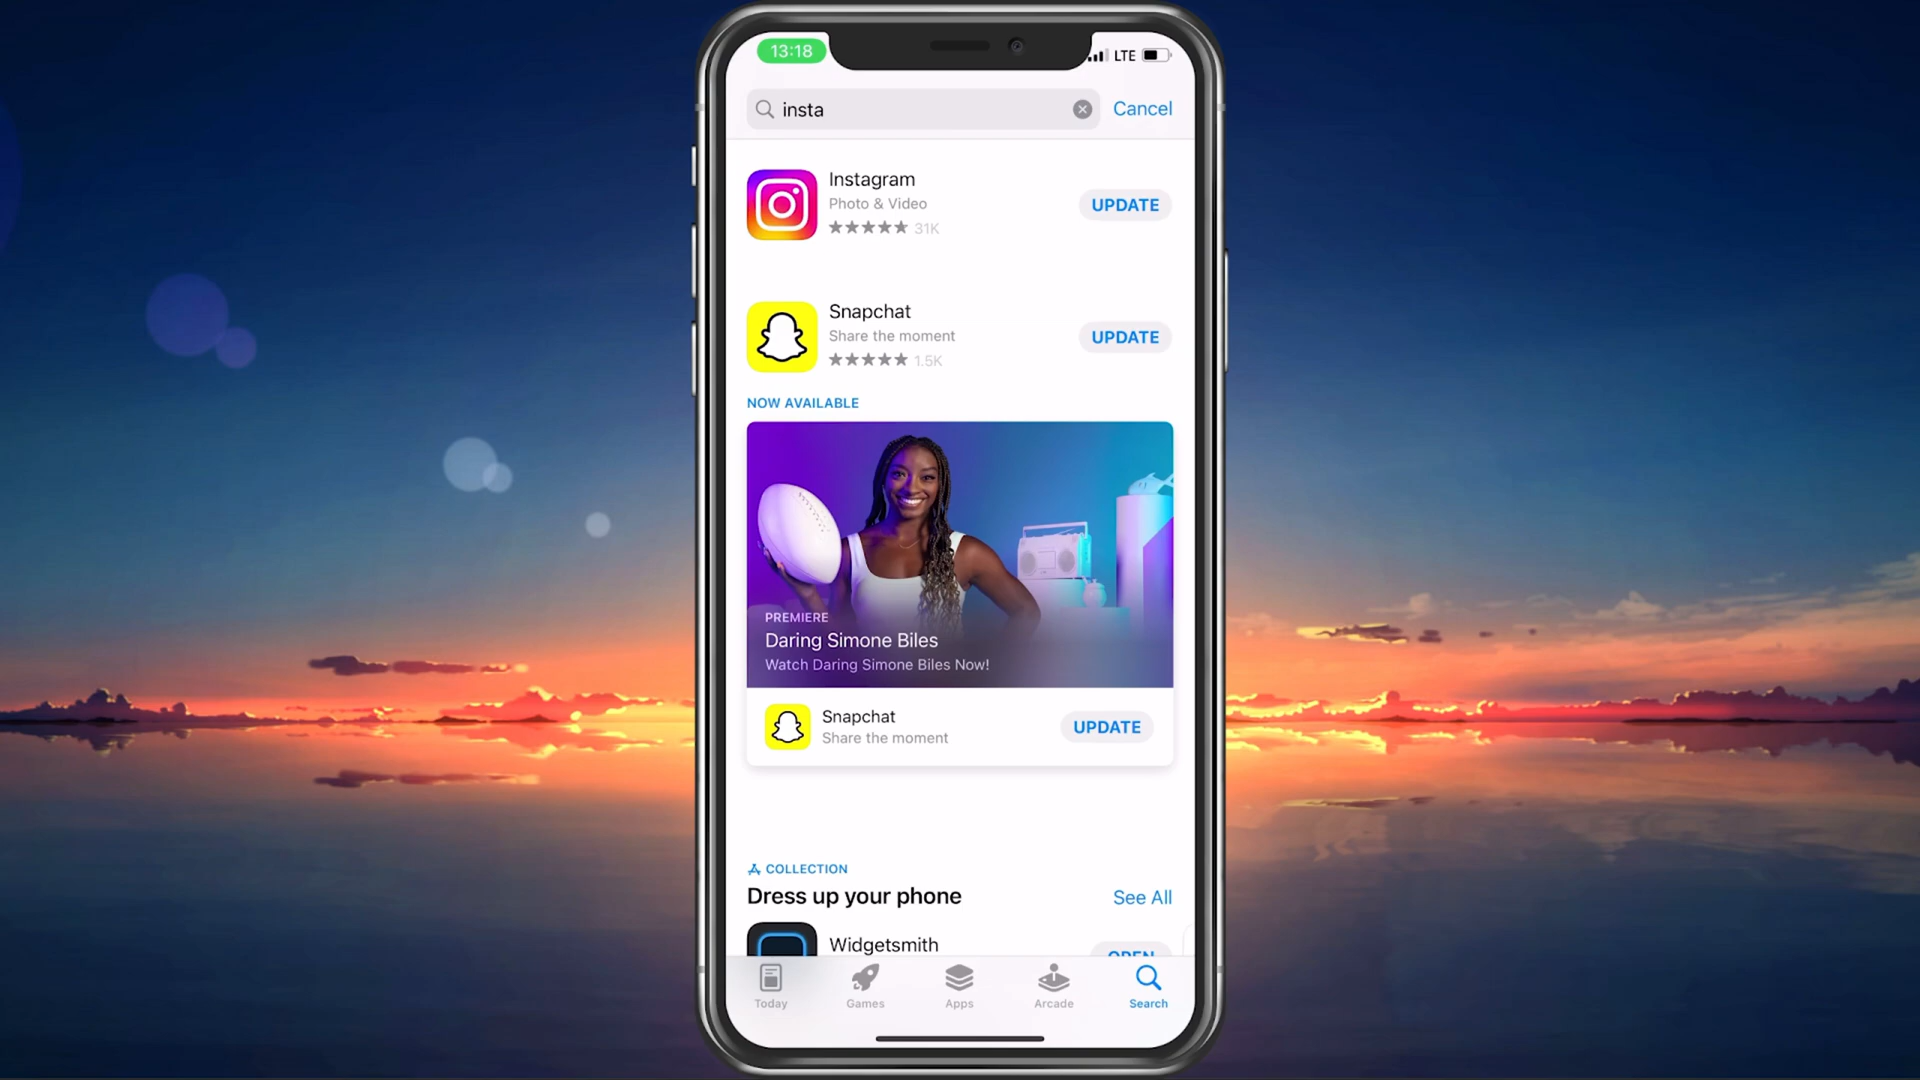 13:18
LTE
insta
Cancel
Instagram
Photo & Video
31K
UPDATE
Snapchat
Share the moment
1.5K
UPDATE
NOW AVAILABLE
PREMIERE
Daring Simone Biles
Watch Daring Simone Biles Now!
Snapchat
Share the moment
UPDATE
COLLECTION
Dress up your phone
See All
Widgetsmith
OPEN
Today
Games
Apps
Arcade
Search